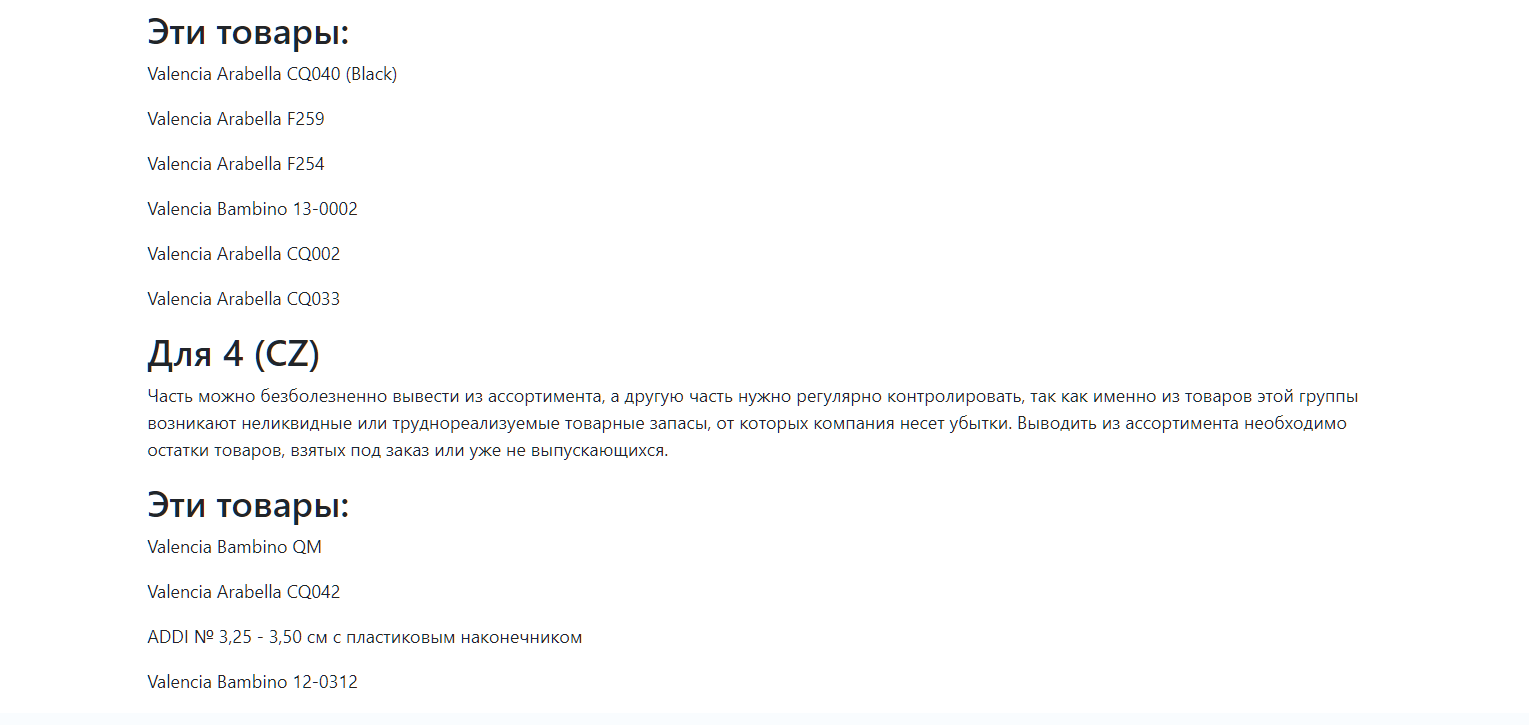 Эти товары:
Valencia Arabella CQ040 (Black)
Valencia Arabella F259
Valencia Arabella F254
Valencia Bambino 13-0002
Valencia Arabella CQ002
Valencia Arabella CQ033
Для 4 (CZ)
Часть можно безболезненно вывести из ассортимента, а другую часть нужно регулярно контролировать, так как именно из товаров этой группы
возникают неликвидные или труднореализуемые товарные запасы, от которых компания несет убытки. Выводить из ассортимента необходимо
остатки товаров, взятых под заказ или уже не выпускающихся.
Эти товары:
Valencia Bambino QM
Valencia Arabella CQ042
ADDI № 3,25 - 3,50 см с пластиковым наконечником
Valencia Bambino 12-0312